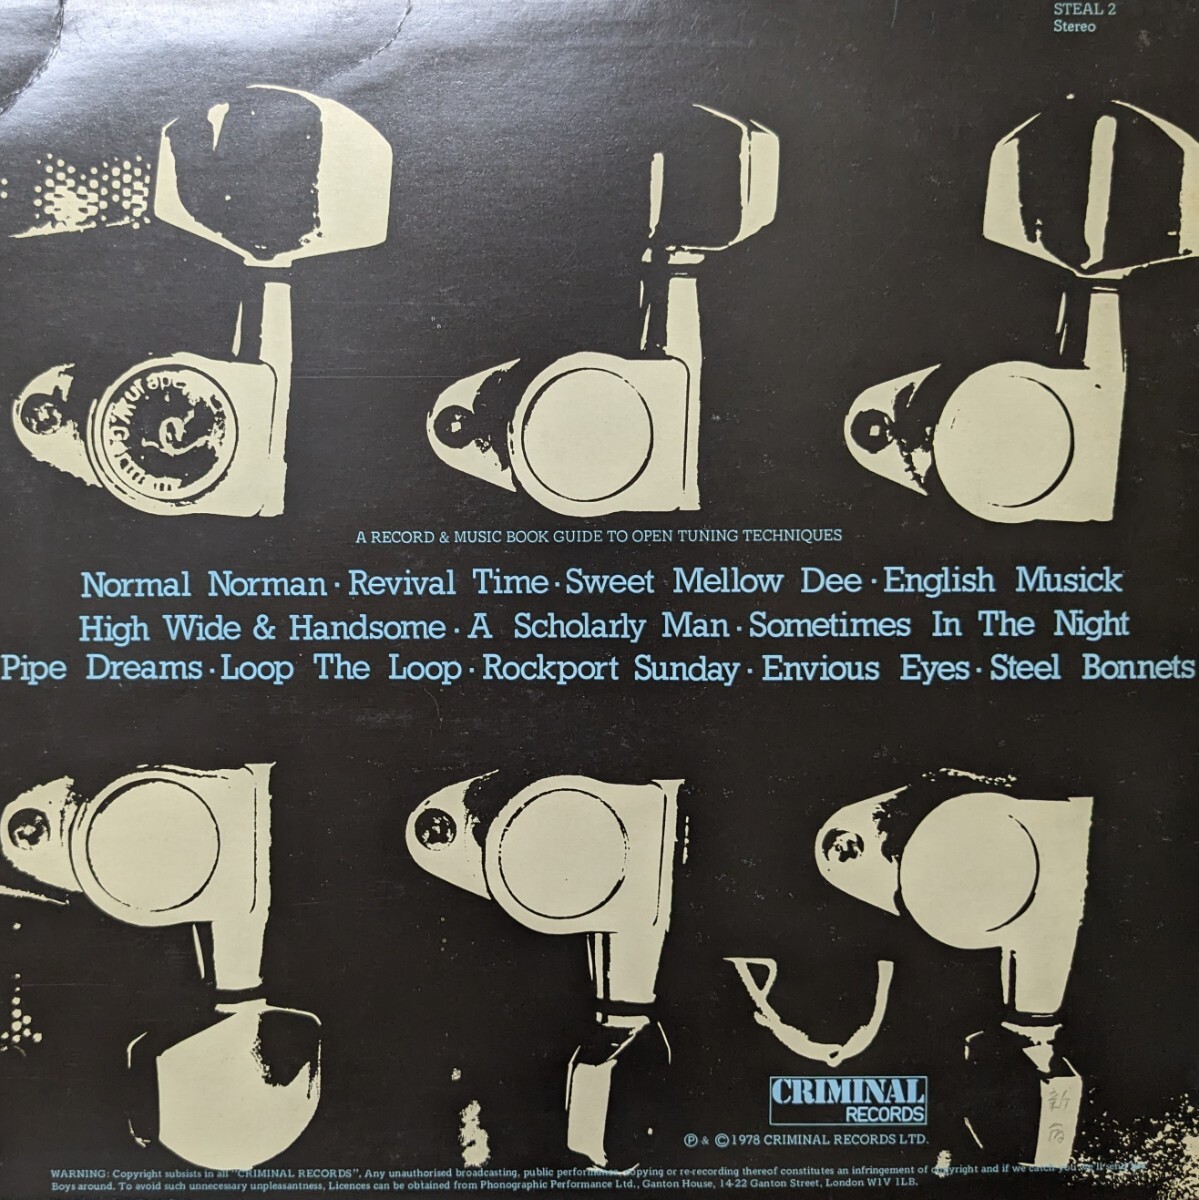 STEAL 2
Stereo
A RECORD & MUSIC BOOK GUIDE TO OPEN TUNING TECHNIQUES
Normal Norman · Revival Time · Sweet Mellow Dee · English Musick
High Wide & Handsome · A Scholarly Man · Sometimes In The Night
Pipe Dreams · Loop The Loop · Rockport Sunday · Envious Eyes · Steel Bonnets
CRIMINAL
RECORDS
℗ & © 1978 CRIMINAL RECORDS LTD.
WARNING: Copyright subsists in all "CRIMINAL RECORDS". Any unauthorised broadcasting, public performance, copying or re-recording thereof constitutes an infringement of copyright and if we catch you we'll send
Boys around. To avoid such unnecessary unpleasantness, Licences can be obtained from Phonographic Performance Ltd., Ganton House, 14-22 Ganton Street, London W1V 1LB.